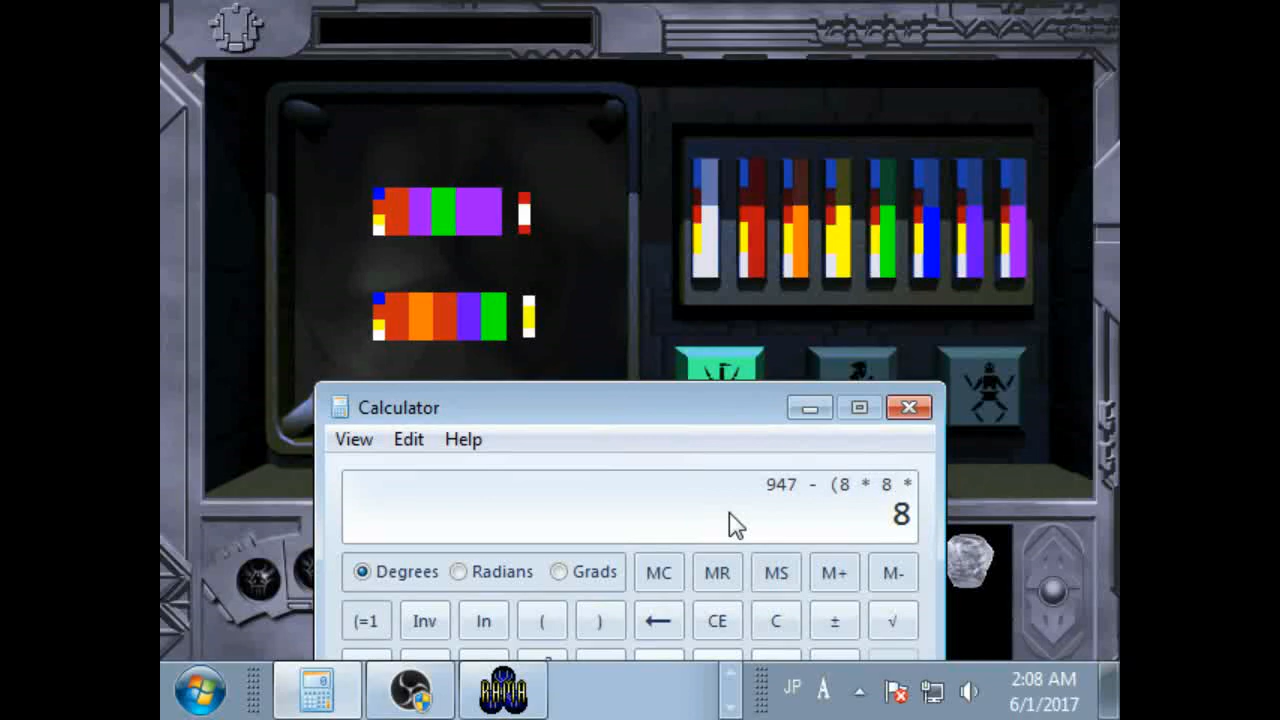 Calculator
View Edit Help
947 - (8 * 8 *
8
Degrees Radians Grads MC MR MS M+ M-
(=1 Inv ln ( ) ← CE C ± √
RAMA
JP A 2:08 AM
6/1/2017